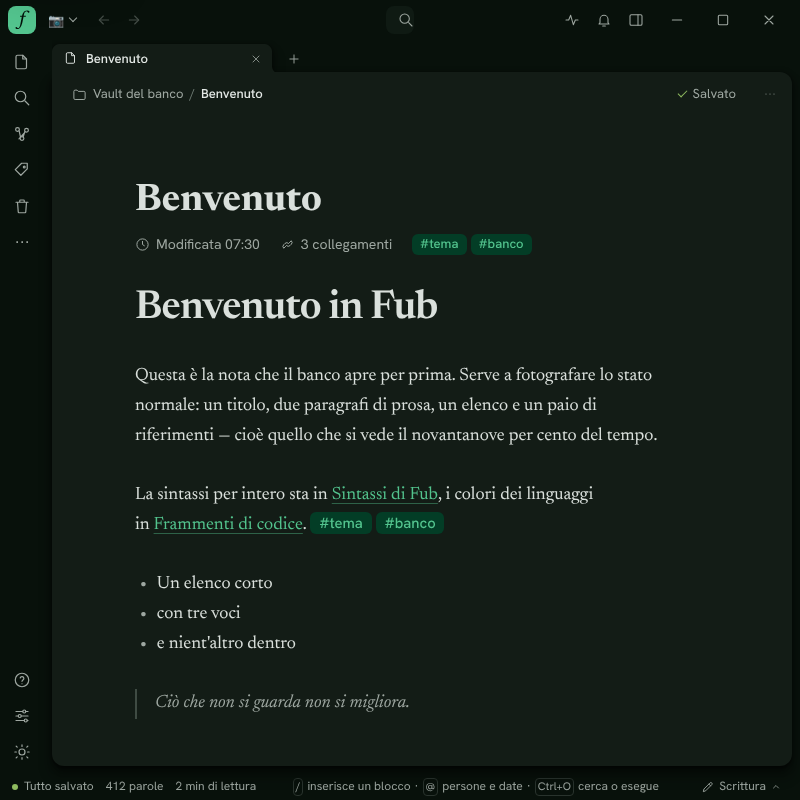 f
Benvenuto
Vault del banco / Benvenuto
Salvato
Benvenuto
Modificata 07:30 3 collegamenti #tema #banco
Benvenuto in Fub
Questa è la nota che il banco apre per prima. Serve a fotografare lo stato
normale: un titolo, due paragrafi di prosa, un elenco e un paio di
riferimenti — cioè quello che si vede il novantanove per cento del tempo.
La sintassi per intero sta in Sintassi di Fub, i colori dei linguaggi
in Frammenti di codice. #tema #banco
• Un elenco corto
• con tre voci
• e nient'altro dentro
Ciò che non si guarda non si migliora.
Tutto salvato 412 parole 2 min di lettura / inserisce un blocco · @ persone e date · Ctrl+O cerca o esegue Scrittura